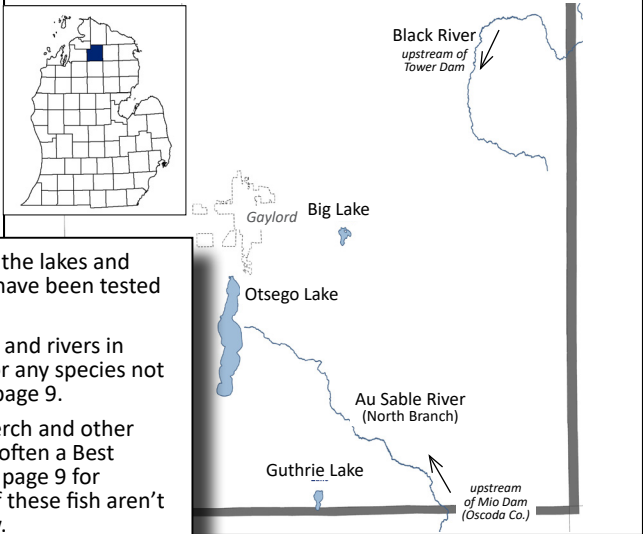 Black River
upstream of
Tower Dam
Gaylord
Big Lake
the lakes and
have been tested
Otsego Lake
and rivers in
or any species not
page 9.
Au Sable River
(North Branch)
erch and other
often a Best
page 9 for
f these fish aren't
Guthrie Lake
upstream
of Mio Dam
(Oscoda Co.)